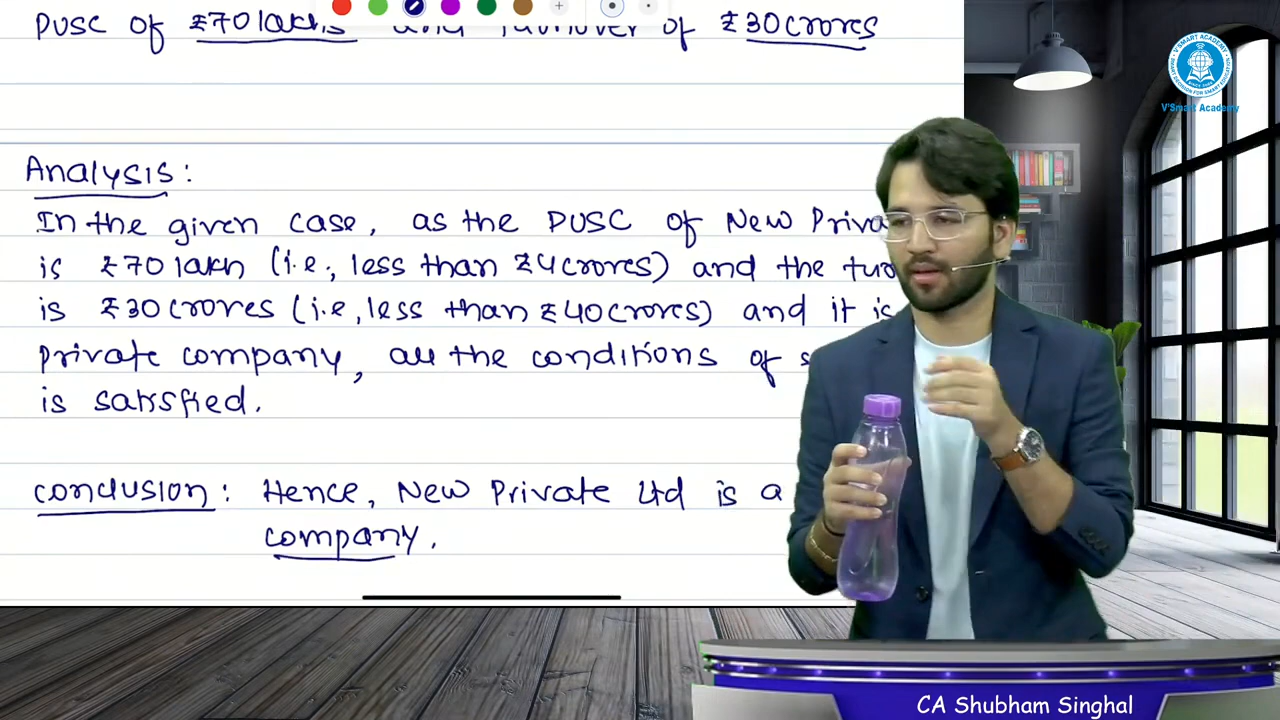 PUSC of ₹70 lakhs and turnover of ₹30 crores
Analysis:
In the given case, as the PUSC of New Priva
is ₹70 lakh (i.e., less than ₹4 crores) and the
is ₹30 crores (i.e, less than ₹40 crores) and it is
private company, all the conditions of
is satisfied.
conclusion: Hence, New Private Ltd is a
company.
V'SMART ACADEMY
V'Smart Academy
CA Shubham Singhal